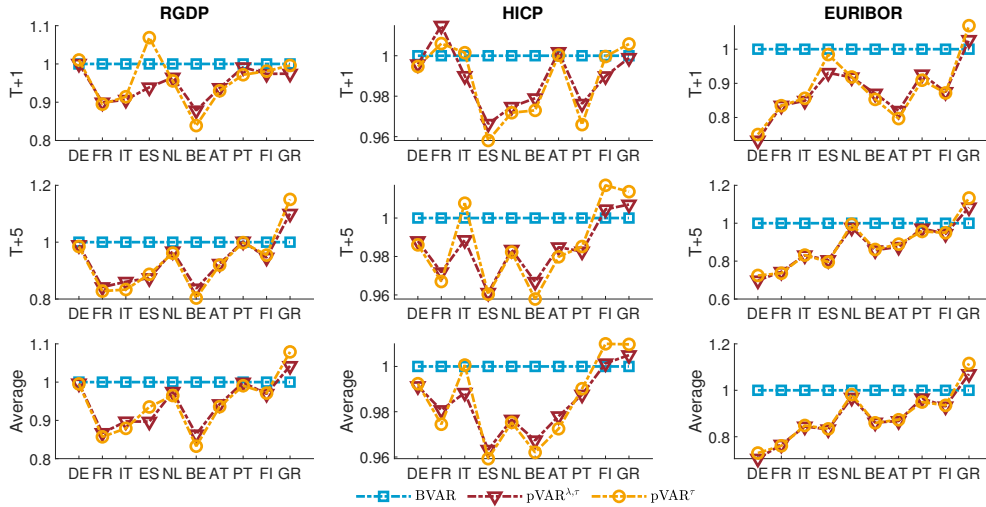 RGDP HICP EURIBOR
T+1
1.1
1
0.9
0.8
DE FR IT ES NL BE AT PT FI GR
T+1
1
0.98
0.96
DE FR IT ES NL BE AT PT FI GR
T+1
1
0.9
0.8
DE FR IT ES NL BE AT PT FI GR
T+5
1.2
1
0.8
DE FR IT ES NL BE AT PT FI GR
T+5
1
0.98
0.96
DE FR IT ES NL BE AT PT FI GR
T+5
1.2
1
0.8
0.6
DE FR IT ES NL BE AT PT FI GR
Average
1.1
1
0.9
0.8
DE FR IT ES NL BE AT PT FI GR
Average
1
0.98
0.96
DE FR IT ES NL BE AT PT FI GR
Average
1
0.8
DE FR IT ES NL BE AT PT FI GR
BVAR pVAR^λ,τ pVAR^τ